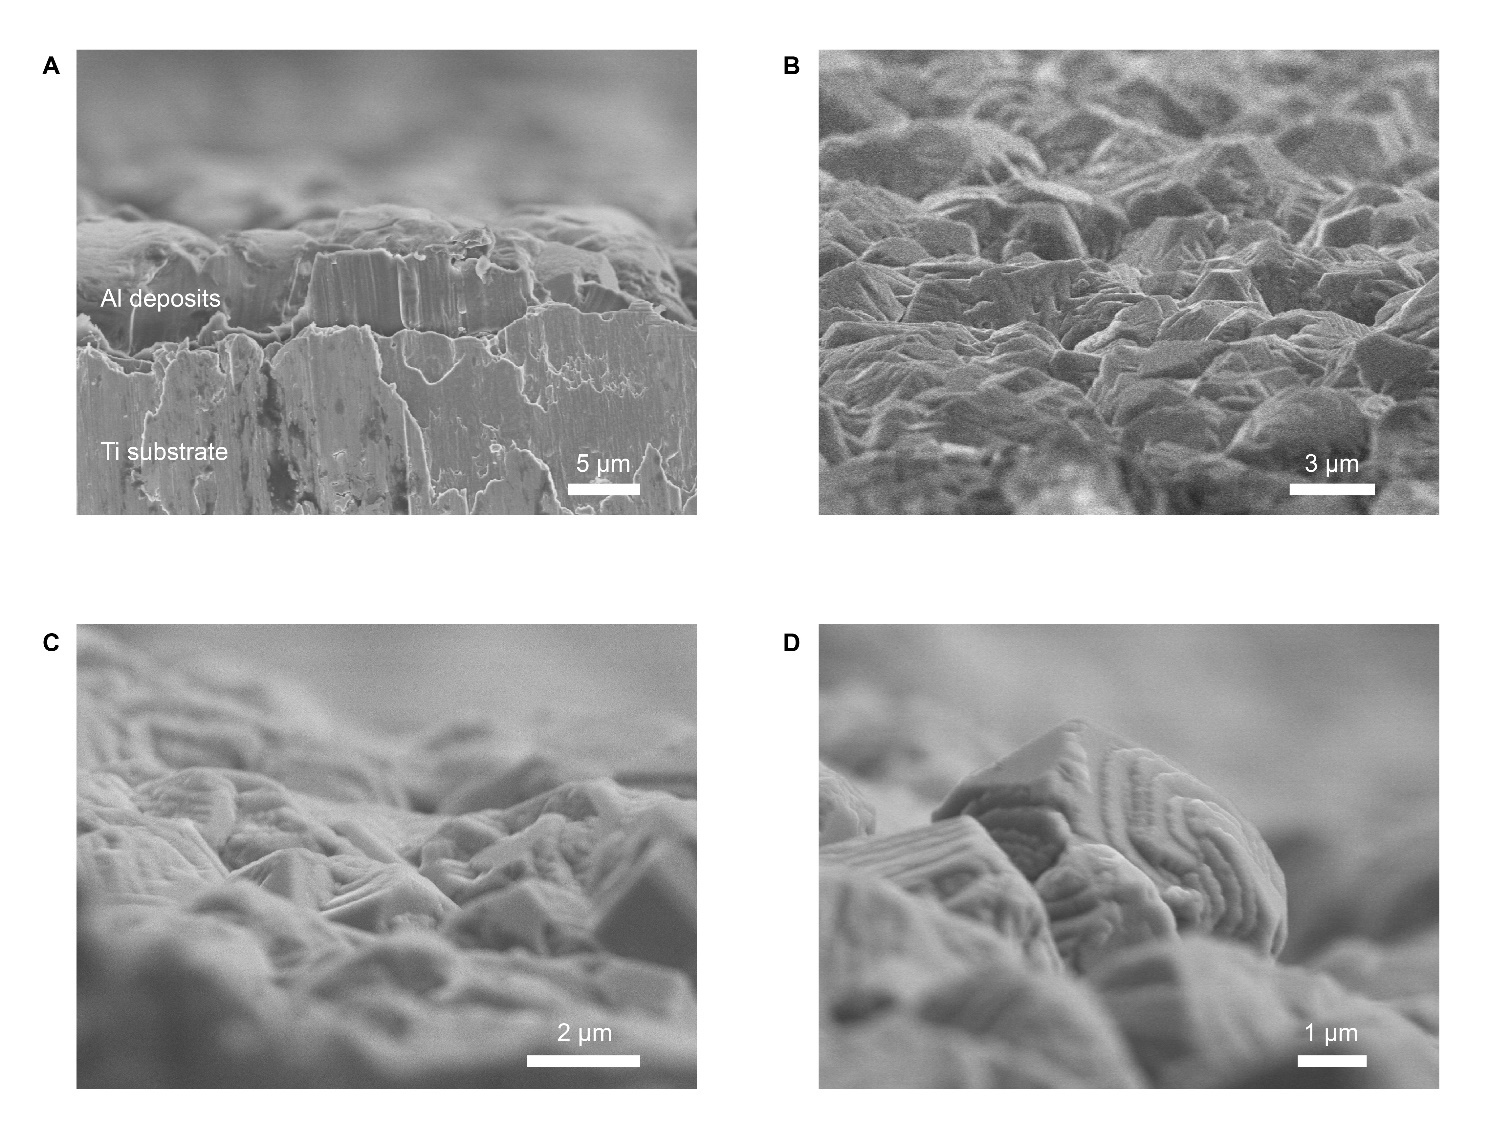 A
B
Al deposits
Ti substrate
5 µm
3 µm
C
D
2 µm
1 µm